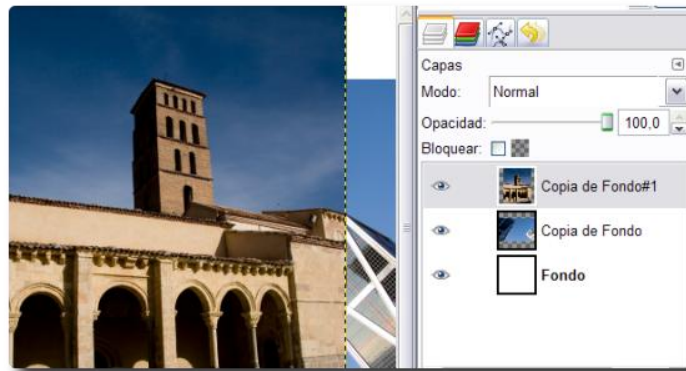 Capas
Modo: Normal
Opacidad: 100,0
Bloquear:
Copia de Fondo#1
Copia de Fondo
Fondo